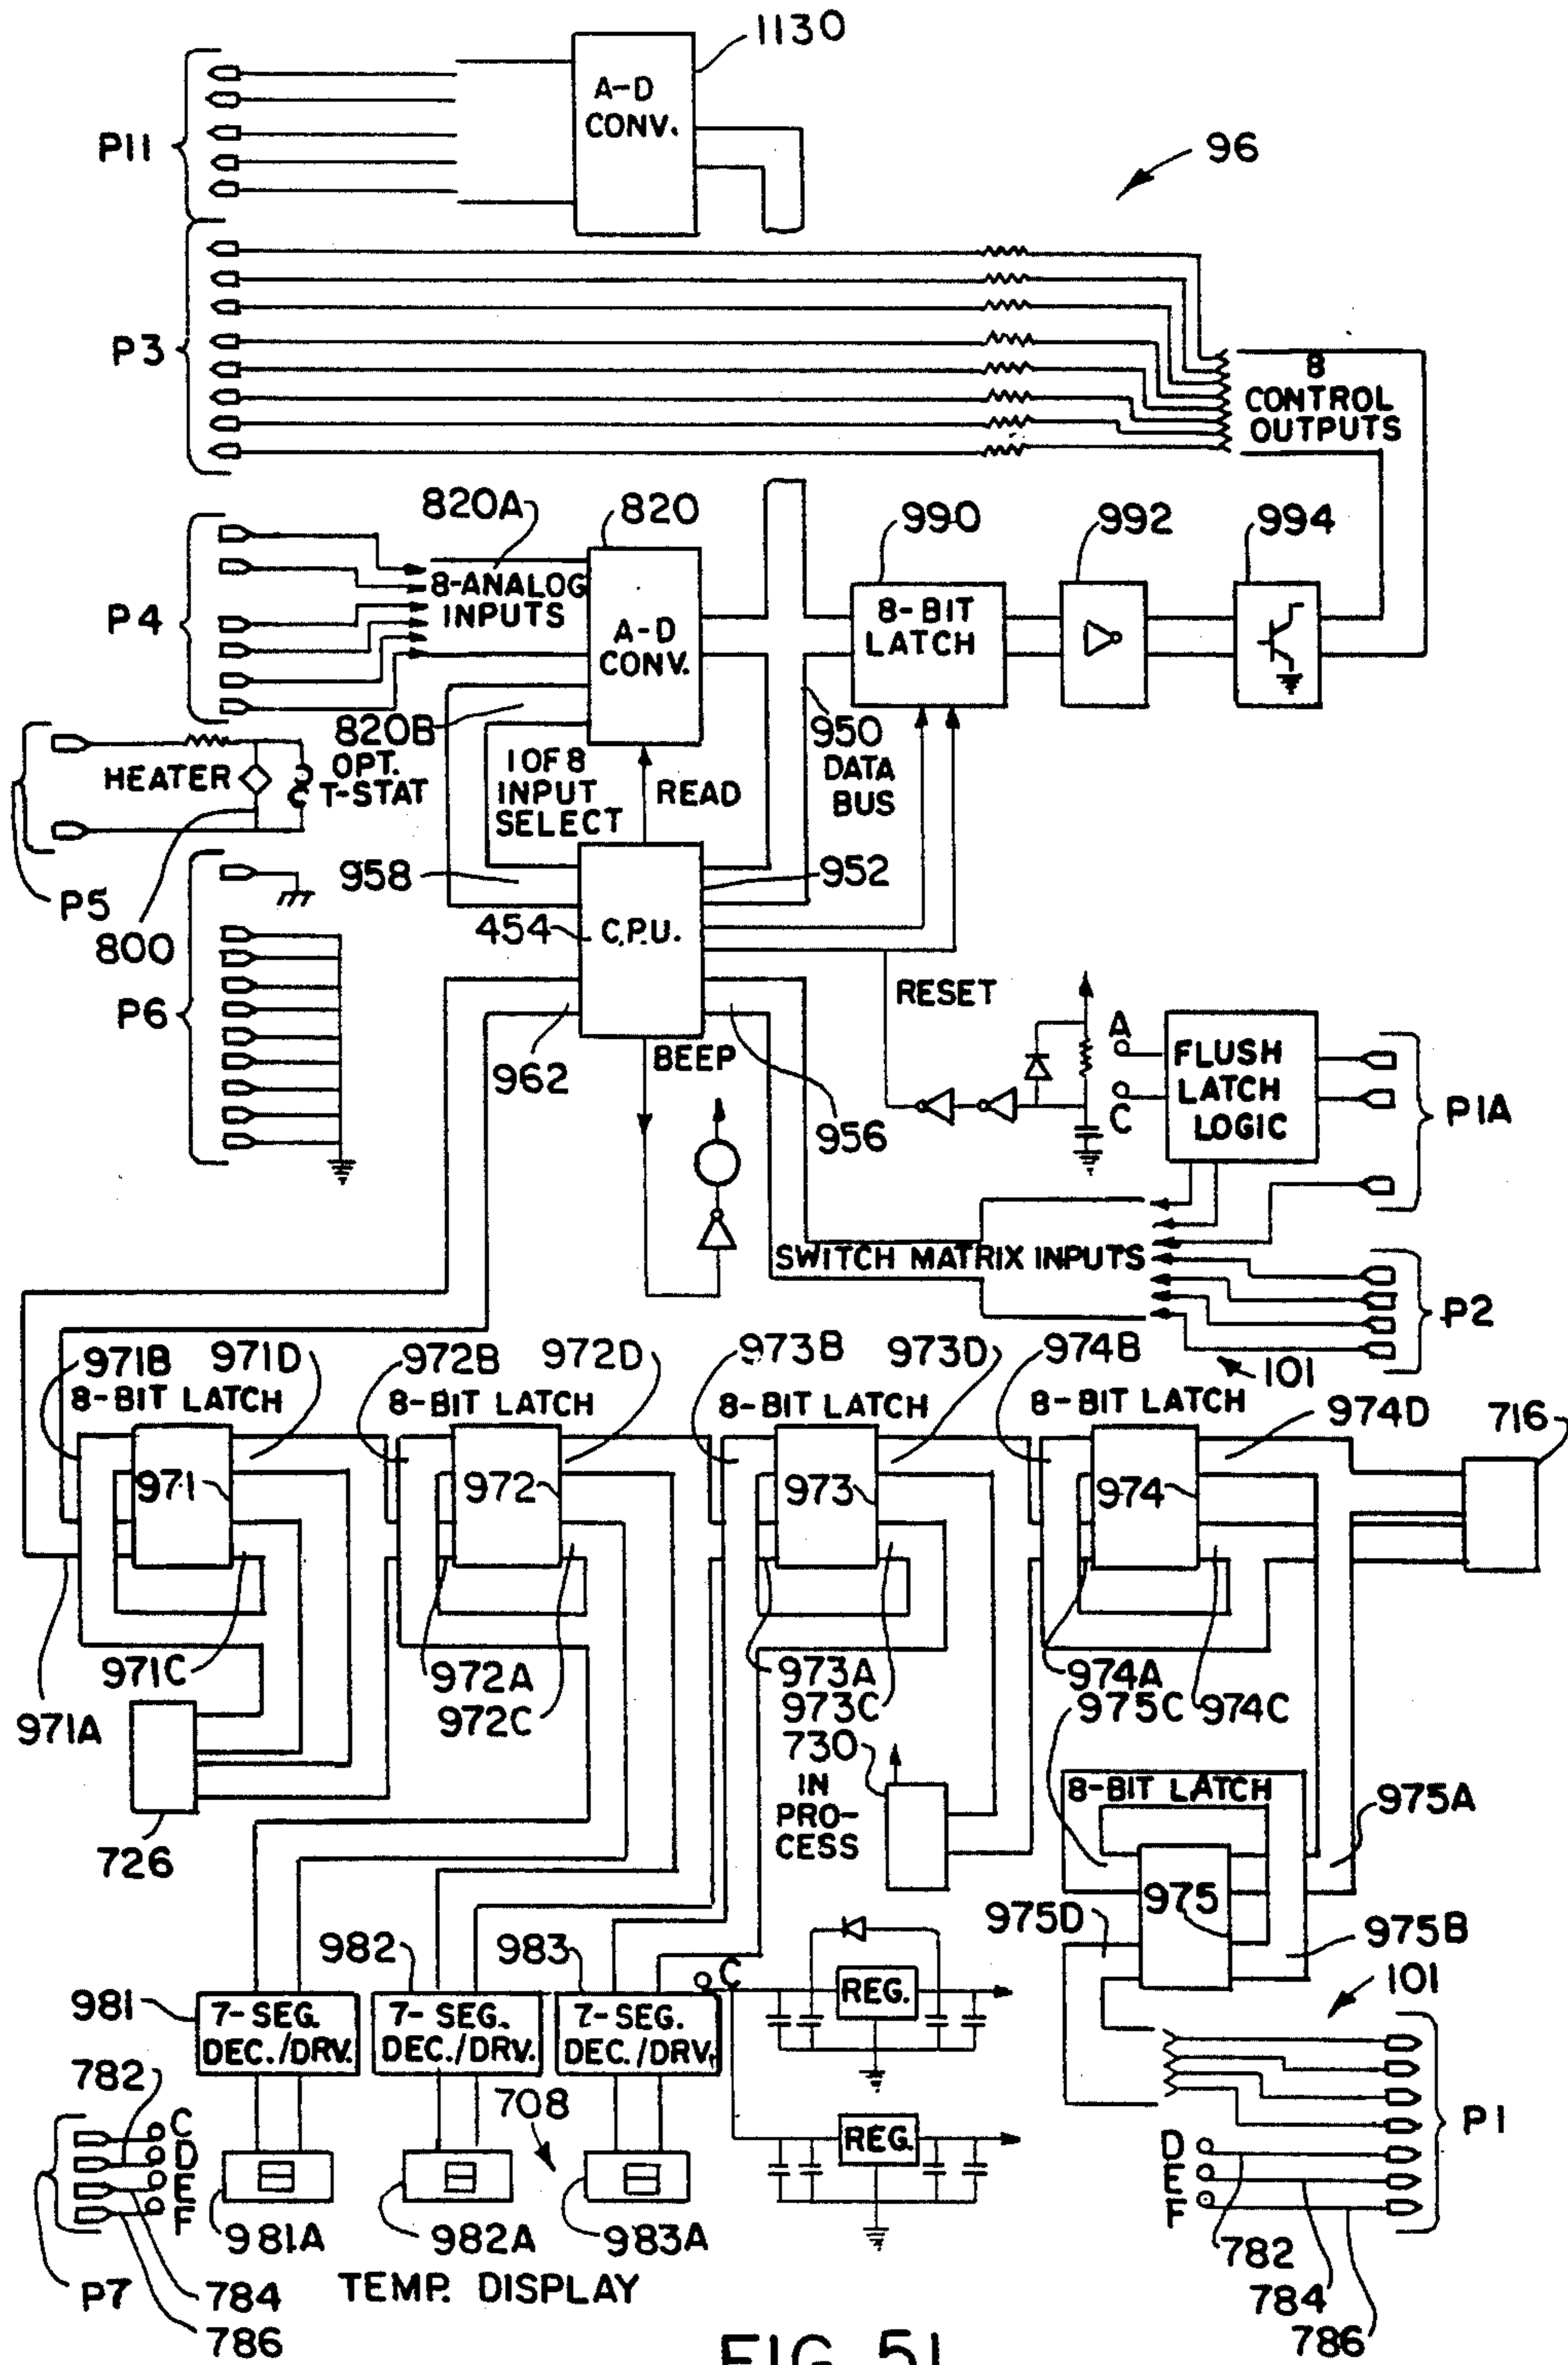 1130
A-D
CONV.
P11
96
P3
8
CONTROL
OUTPUTS
820A
820
990
992
994
P4
8-ANALOG
INPUTS
A-D
CONV.
8-BIT
LATCH
820B
950
DATA
BUS
HEATER
OPT.
T-STAT
1 OF 8
INPUT
SELECT
READ
P5
800
958
952
454
C.P.U.
P6
962
BEEP
956
RESET
A
C
FLUSH
LATCH
LOGIC
P1A
SWITCH MATRIX INPUTS
P2
101
971B
971D
972B
972D
973B
973D
974B
974D
716
8-BIT LATCH
8-BIT LATCH
8-BIT LATCH
8-BIT LATCH
971
972
973
974
971A
971C
972A
972C
973A
973C
974A
974C
975C
726
730
IN
PRO-
CESS
8-BIT LATCH
975A
975
975D
975B
101
981
982
983
C
REG.
7-SEG.
DEC./DRV.
7-SEG.
DEC./DRV.
7-SEG.
DEC./DRV.
782
708
REG.
C
D
E
F
P7
784
786
981A
982A
983A
TEMP. DISPLAY
P1
D
E
F
782
784
786
FIG. 51